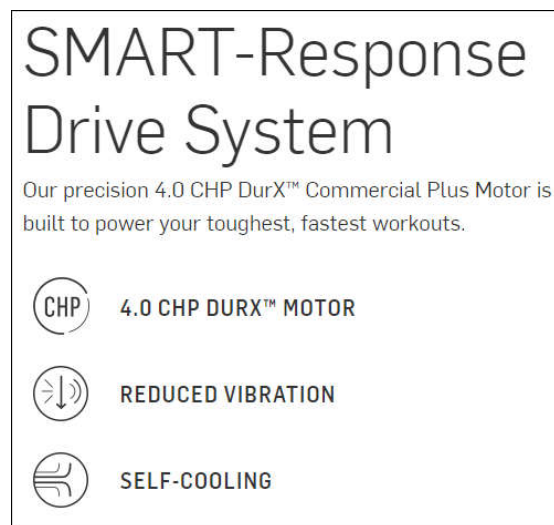 SMART-Response
Drive System
Our precision 4.0 CHP DurX™ Commercial Plus Motor is
built to power your toughest, fastest workouts.
CHP
4.0 CHP DURX™ MOTOR
REDUCED VIBRATION
SELF-COOLING